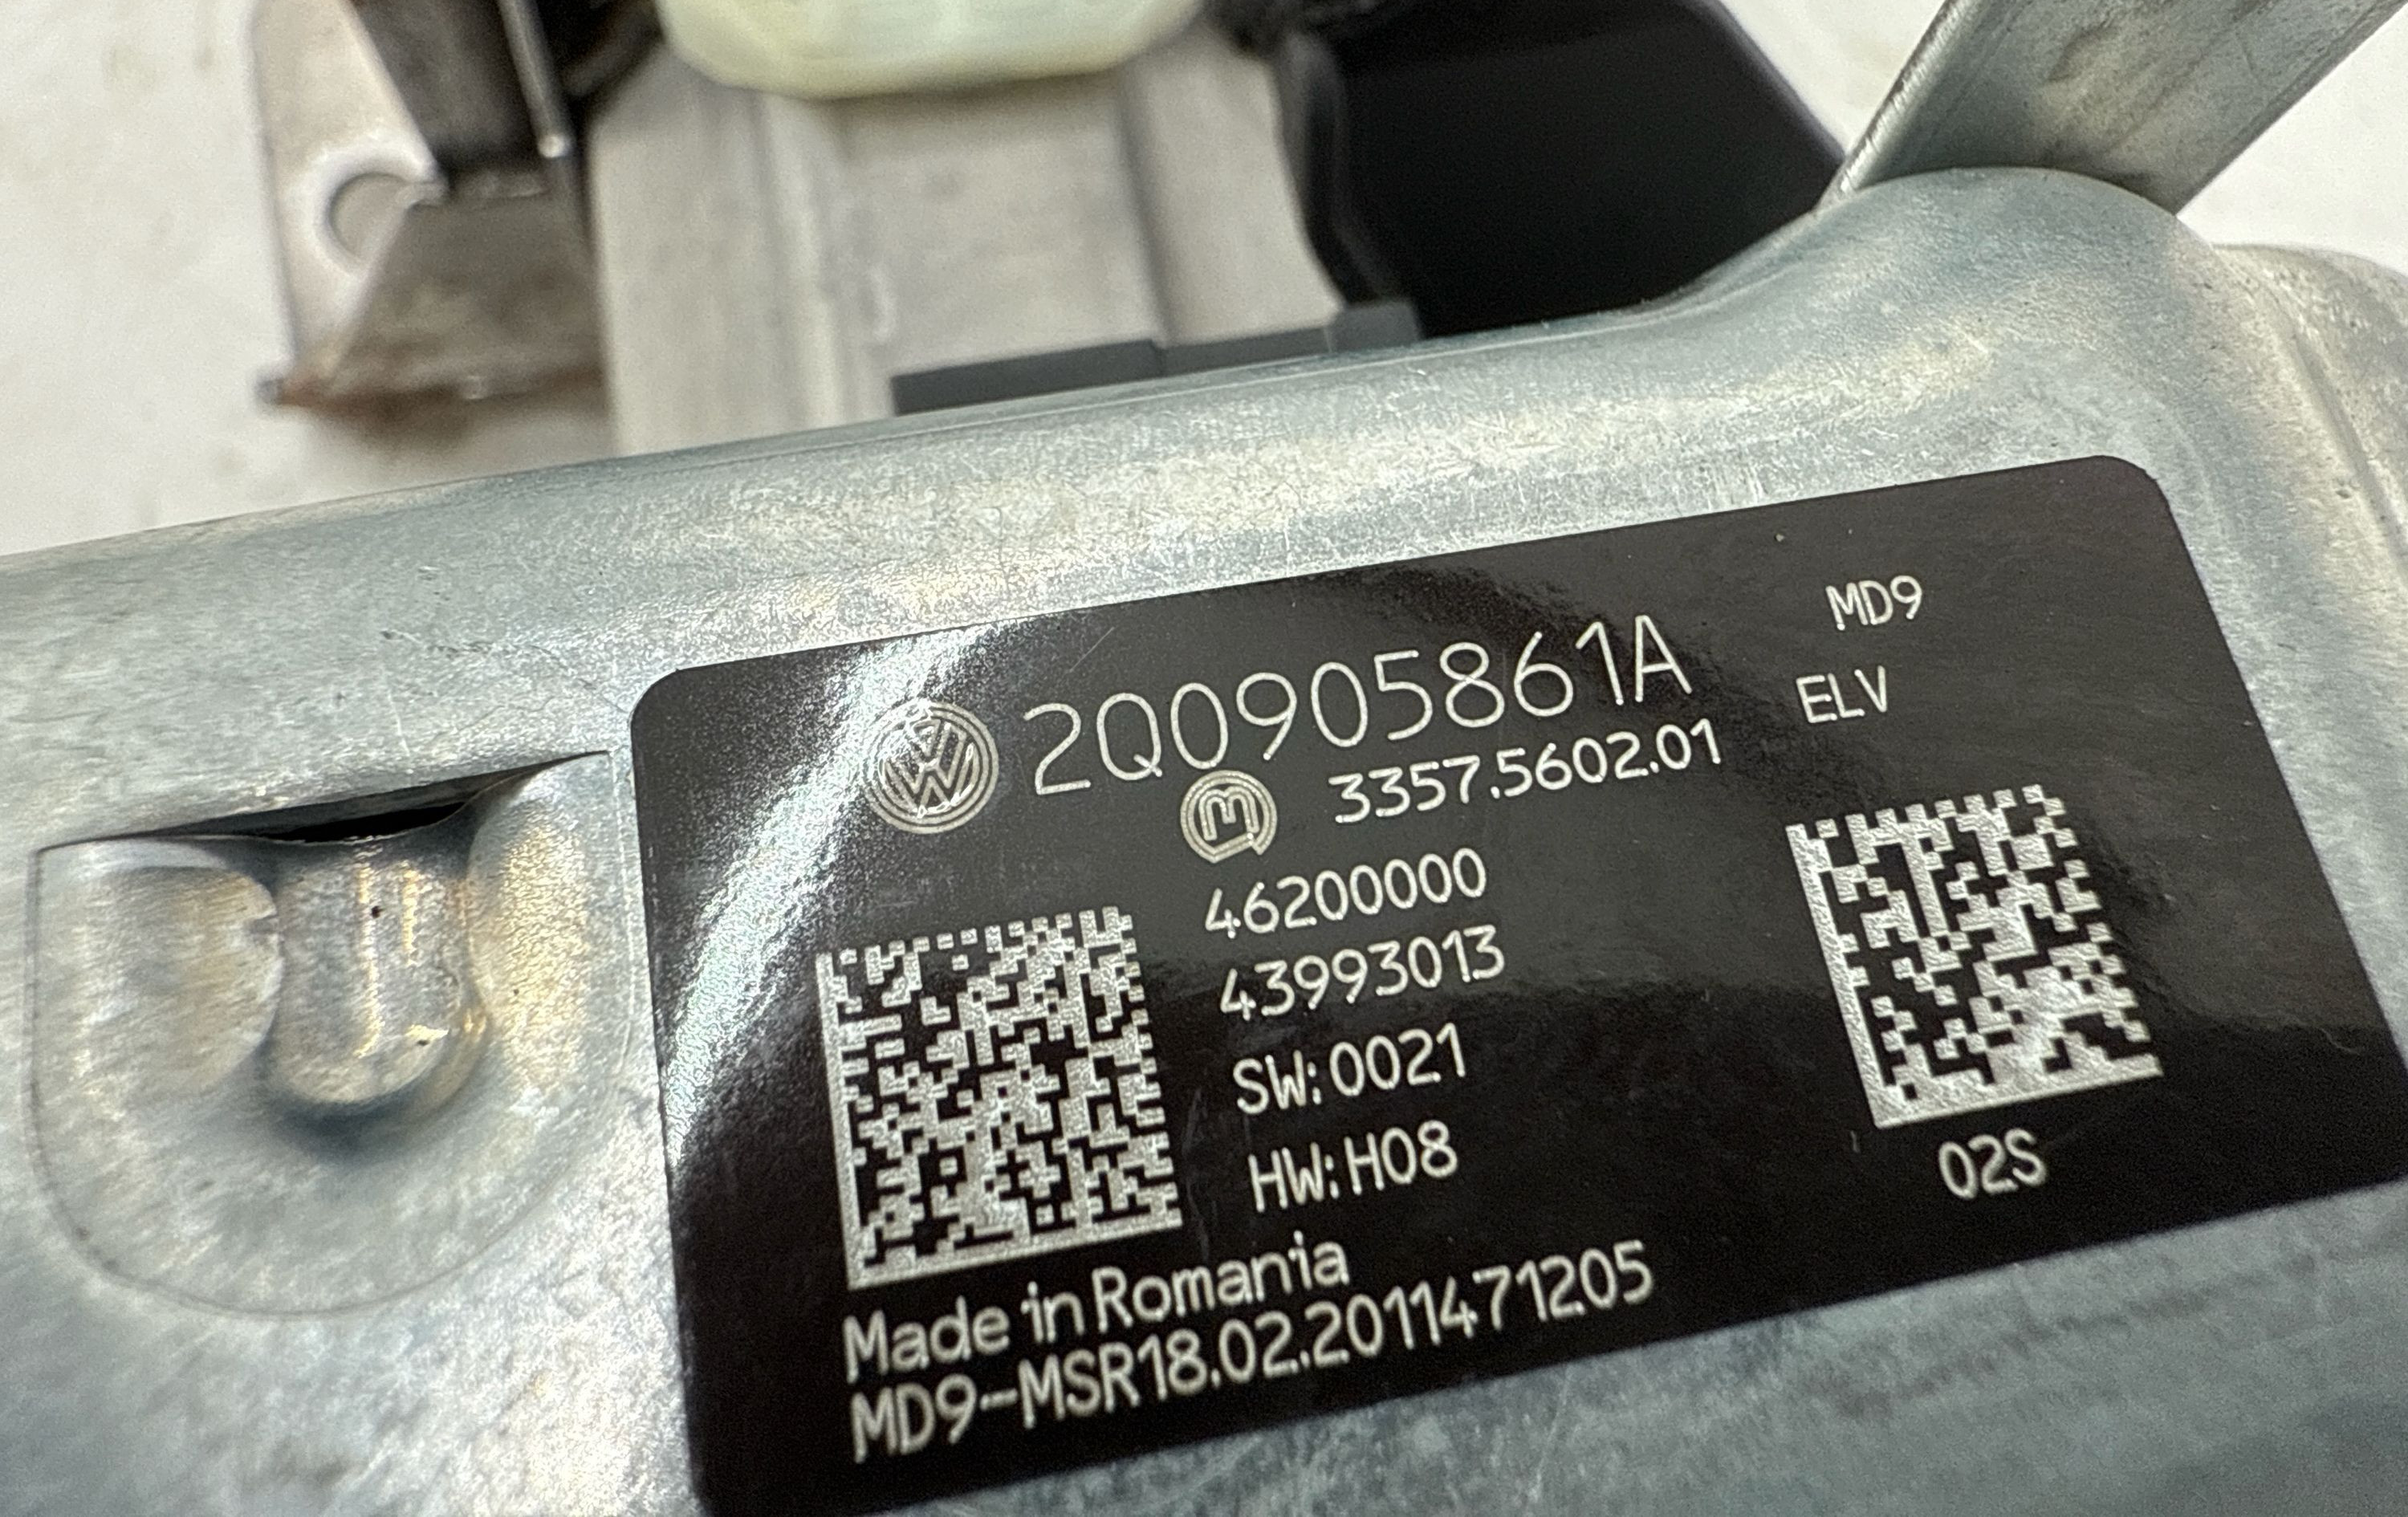 2Q0905861A
MD9
3357.5602.01
ELV
46200000
43993013
SW:0021
HW:H08
02S
Made in Romania
MD9-MSR18.02.2011471205